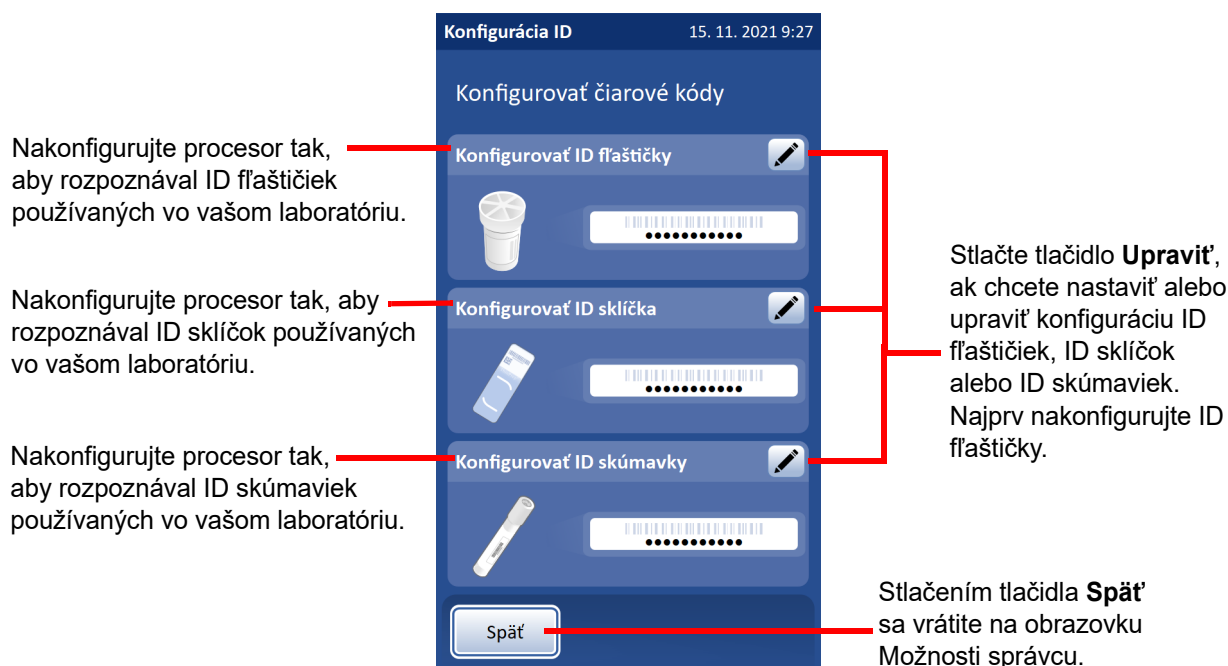 Konfigurácia ID
15. 11. 2021 9:27
Konfigurovať čiarové kódy
Nakonfigurujte procesor tak,
aby rozpoznával ID fľaštičiek
používaných vo vašom laboratóriu.
Konfigurovať ID fľaštičky
Nakonfigurujte procesor tak, aby
rozpoznával ID sklíčok používaných
vo vašom laboratóriu.
Konfigurovať ID sklíčka
Nakonfigurujte procesor tak,
aby rozpoznával ID skúmaviek
používaných vo vašom laboratóriu.
Konfigurovať ID skúmavky
Stlačte tlačidlo Upraviť,
ak chcete nastaviť alebo
upraviť konfiguráciu ID
fľaštičiek, ID sklíčok
alebo ID skúmaviek.
Najprv nakonfigurujte ID
fľaštičky.
Späť
Stlačením tlačidla Späť
sa vrátite na obrazovku
Možnosti správcu.